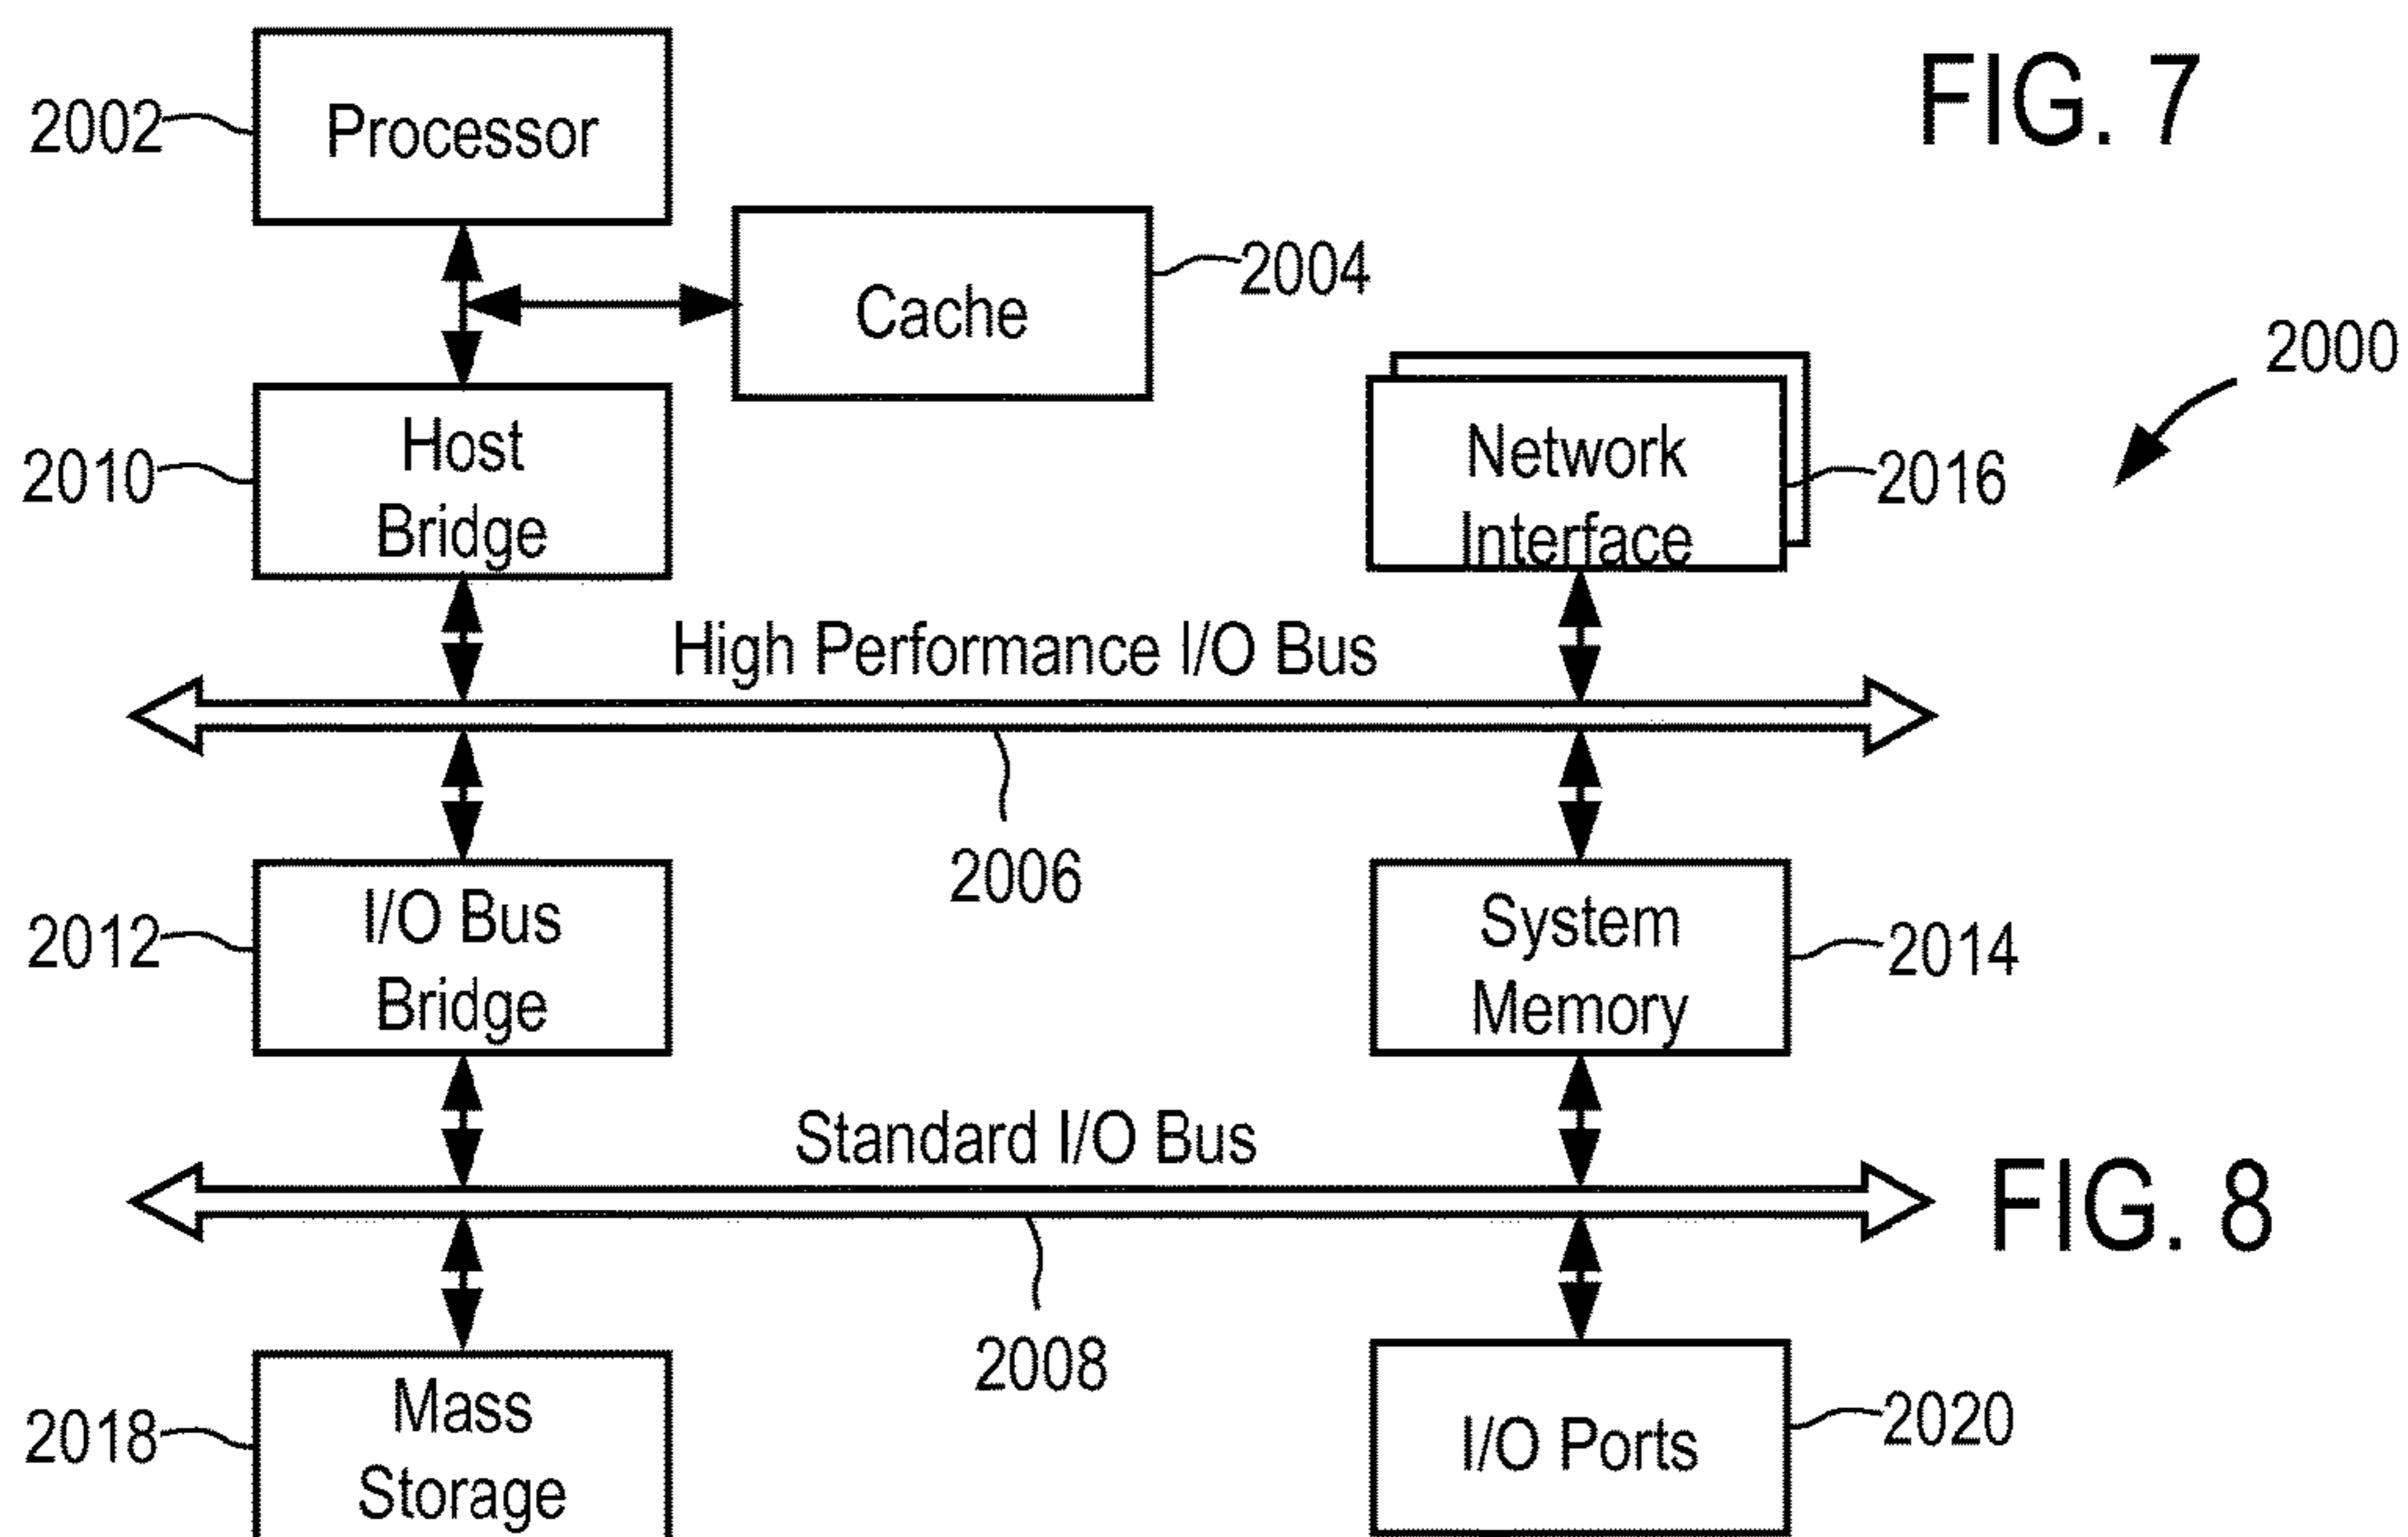 FIG. 7
2002
Processor
Cache
2004
2000
2010
Host
Bridge
Network
Interface
2016
High Performance I/O Bus
2006
2012
I/O Bus
Bridge
System
Memory
2014
Standard I/O Bus
FIG. 8
2008
2018
Mass
Storage
I/O Ports
2020